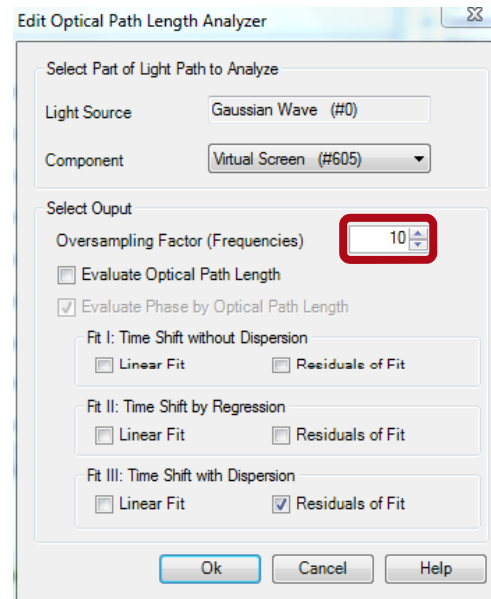 Edit Optical Path Length Analyzer
Select Part of Light Path to Analyze
Light Source Gaussian Wave (#0)
Component Virtual Screen (#605)
Select Ouput
Oversampling Factor (Frequencies) 10
Evaluate Optical Path Length
Evaluate Phase by Optical Path Length
Fit I: Time Shift without Dispersion
Linear Fit Residuals of Fit
Fit II: Time Shift by Regression
Linear Fit Residuals of Fit
Fit III: Time Shift with Dispersion
Linear Fit Residuals of Fit
Ok Cancel Help